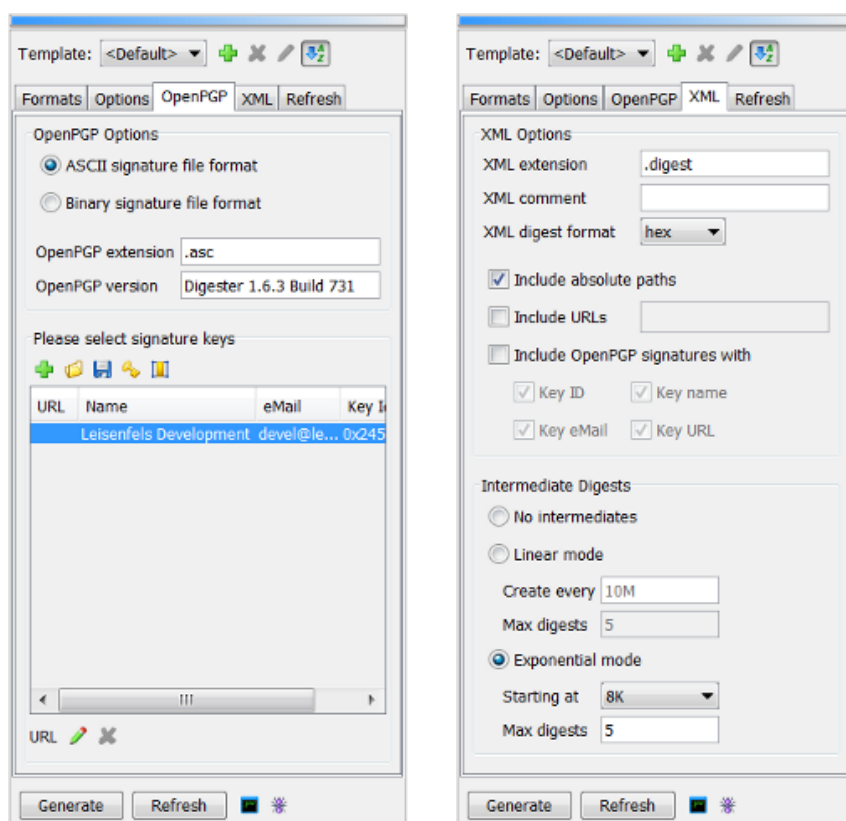 Template: <Default>
Formats Options OpenPGP XML Refresh
OpenPGP Options
ASCII signature file format
Binary signature file format
OpenPGP extension .asc
OpenPGP version Digester 1.6.3 Build 731
Please select signature keys
URL Name eMail Key I
Leisenfels Development devel@le... 0x245
URL
Generate Refresh
Template: <Default>
Formats Options OpenPGP XML Refresh
XML Options
XML extension .digest
XML comment
XML digest format hex
Include absolute paths
Include URLs
Include OpenPGP signatures with
Key ID Key name
Key eMail Key URL
Intermediate Digests
No intermediates
Linear mode
Create every 10M
Max digests 5
Exponential mode
Starting at 8K
Max digests 5
Generate Refresh